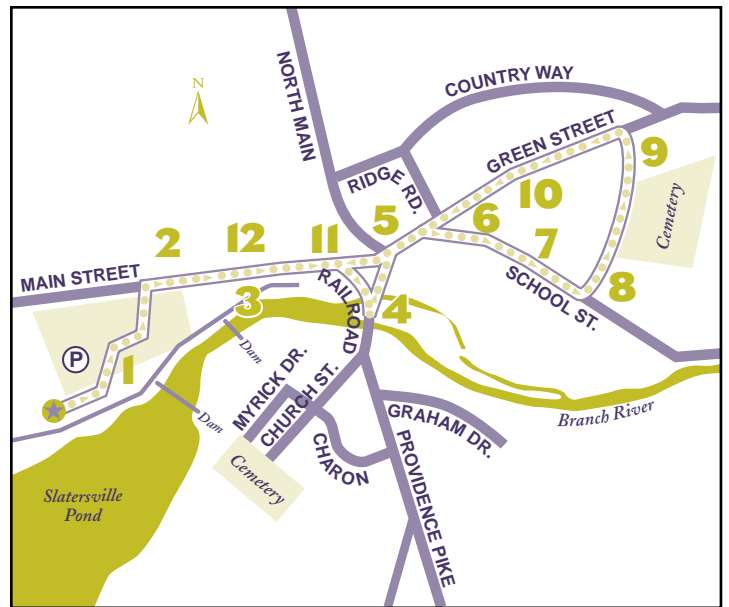 NORTH MAIN
COUNTRY WAY
N
GREEN STREET
RIDGE RD.
9
10
Cemetery
5
6
2
12
11
7
MAIN STREET
RAILROAD
SCHOOL ST.
8
3
4
P
1
Dam
Dam
MYRICK DR.
CHURCH ST.
GRAHAM DR.
Branch River
CHARON
PROVIDENCE PIKE
Cemetery
Slatersville
Pond